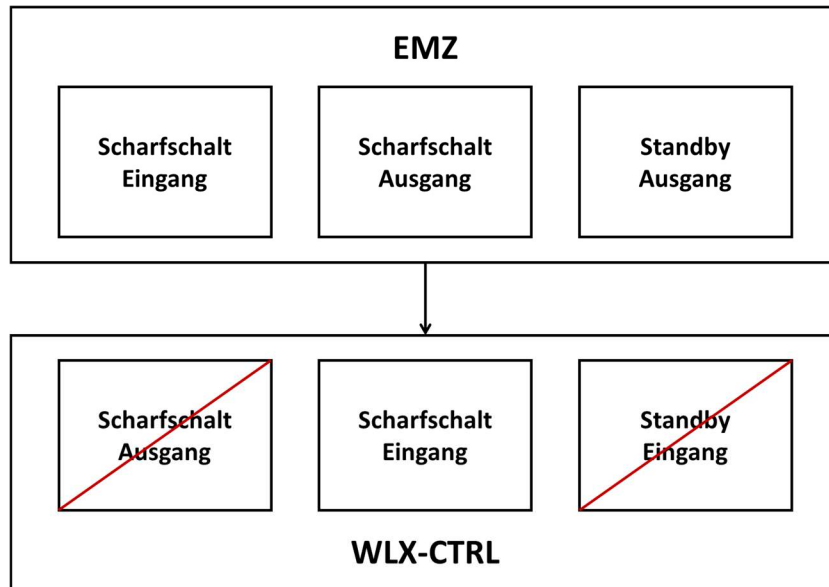 EMZ
Scharfschalt
Eingang
Scharfschalt
Ausgang
Standby
Ausgang
Scharfschalt
Ausgang
Scharfschalt
Eingang
Standby
Eingang
WLX-CTRL